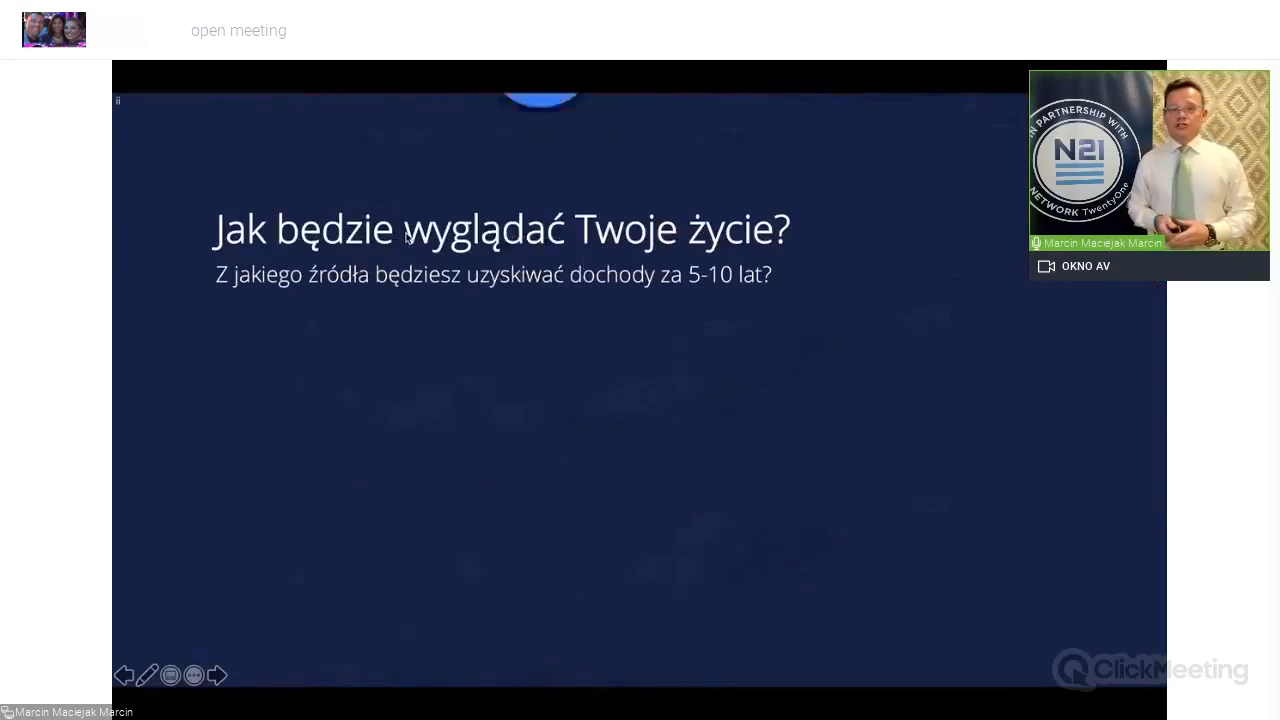 open meeting
ii
Jak będzie wyglądać Twoje życie?
Z jakiego źródła będziesz uzyskiwać dochody za 5-10 lat?
IN PARTNERSHIP WITH
N21
NETWORK TwentyOne
Marcin Maciejak Marcin
OKNO AV
ClickMeeting
Marcin Maciejak Marcin